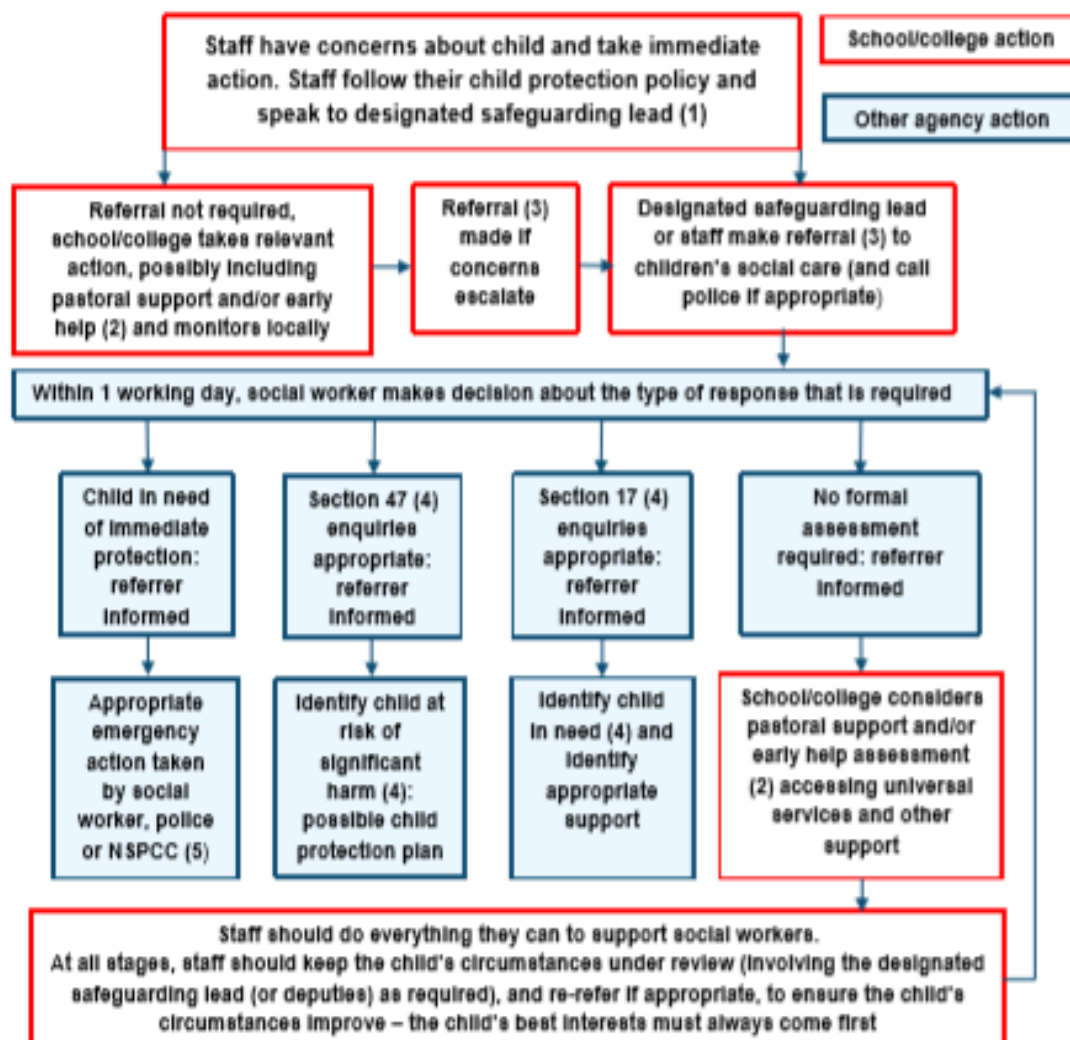 Staff have concerns about child and take immediate
action. Staff follow their child protection policy and
speak to designated safeguarding lead (1)
School/college action
Other agency action
Referral not required,
school/college takes relevant
action, possibly including
pastoral support and/or early
help (2) and monitors locally
Referral (3)
made if
concerns
escalate
Designated safeguarding lead
or staff make referral (3) to
children's social care (and call
police if appropriate)
Within 1 working day, social worker makes decision about the type of response that is required
Child in need
of immediate
protection:
referrer
informed
Section 47 (4)
enquiries
appropriate:
referrer
informed
Section 17 (4)
enquiries
appropriate:
referrer
informed
No formal
assessment
required: referrer
informed
Appropriate
emergency
action taken
by social
worker, police
or NSPCC (5)
Identify child at
risk of
significant
harm (4):
possible child
protection plan
Identify child
in need (4) and
identify
appropriate
support
School/college considers
pastoral support and/or
early help assessment
(2) accessing universal
services and other
support
Staff should do everything they can to support social workers.
At all stages, staff should keep the child's circumstances under review (involving the designated
safeguarding lead (or deputies) as required), and re-refer if appropriate, to ensure the child's
circumstances improve – the child's best interests must always come first